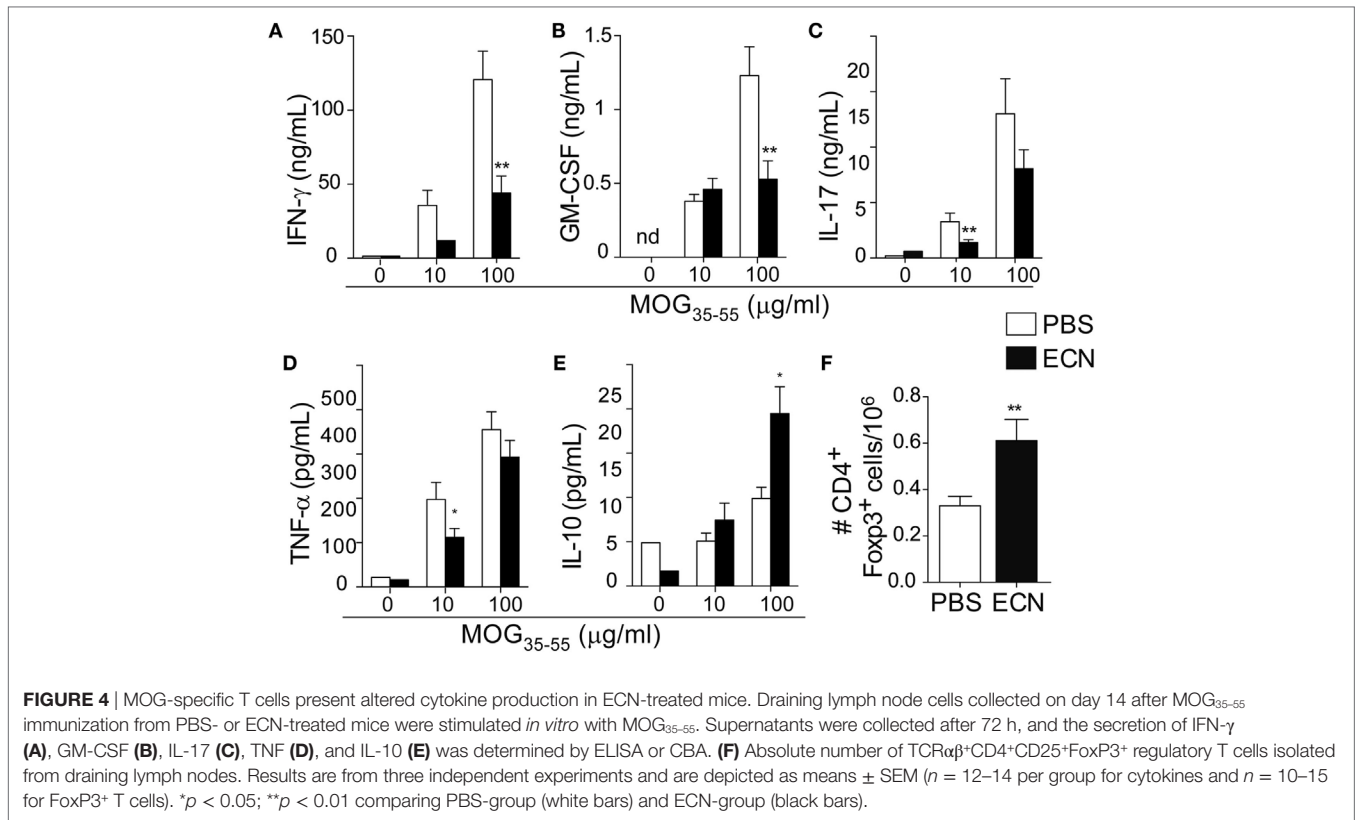 A
150
100
50
0
IFN-γ (ng/mL)
**
0 10 100
B
1.5
1
0.5
0
GM-CSF (ng/mL)
nd
**
0 10 100
C
20
15
10
5
0
IL-17 (ng/mL)
**
0 10 100
MOG35-55 (μg/ml)
PBS
ECN
D
500
400
300
200
100
0
TNF-α (pg/mL)
*
0 10 100
E
25
20
15
10
5
0
IL-10 (pg/mL)
*
0 10 100
MOG35-55 (μg/ml)
F
0.8
0.6
0.4
0.2
0.0
# CD4⁺
Foxp3⁺ cells/10⁶
**
PBS ECN
FIGURE 4 | MOG-specific T cells present altered cytokine production in ECN-treated mice. Draining lymph node cells collected on day 14 after MOG35–55
immunization from PBS- or ECN-treated mice were stimulated in vitro with MOG35–55. Supernatants were collected after 72 h, and the secretion of IFN-γ
(A), GM-CSF (B), IL-17 (C), TNF (D), and IL-10 (E) was determined by ELISA or CBA. (F) Absolute number of TCRαβ⁺CD4⁺CD25⁺FoxP3⁺ regulatory T cells isolated
from draining lymph nodes. Results are from three independent experiments and are depicted as means ± SEM (n = 12–14 per group for cytokines and n = 10–15
for FoxP3⁺ T cells). *p < 0.05; **p < 0.01 comparing PBS-group (white bars) and ECN-group (black bars).